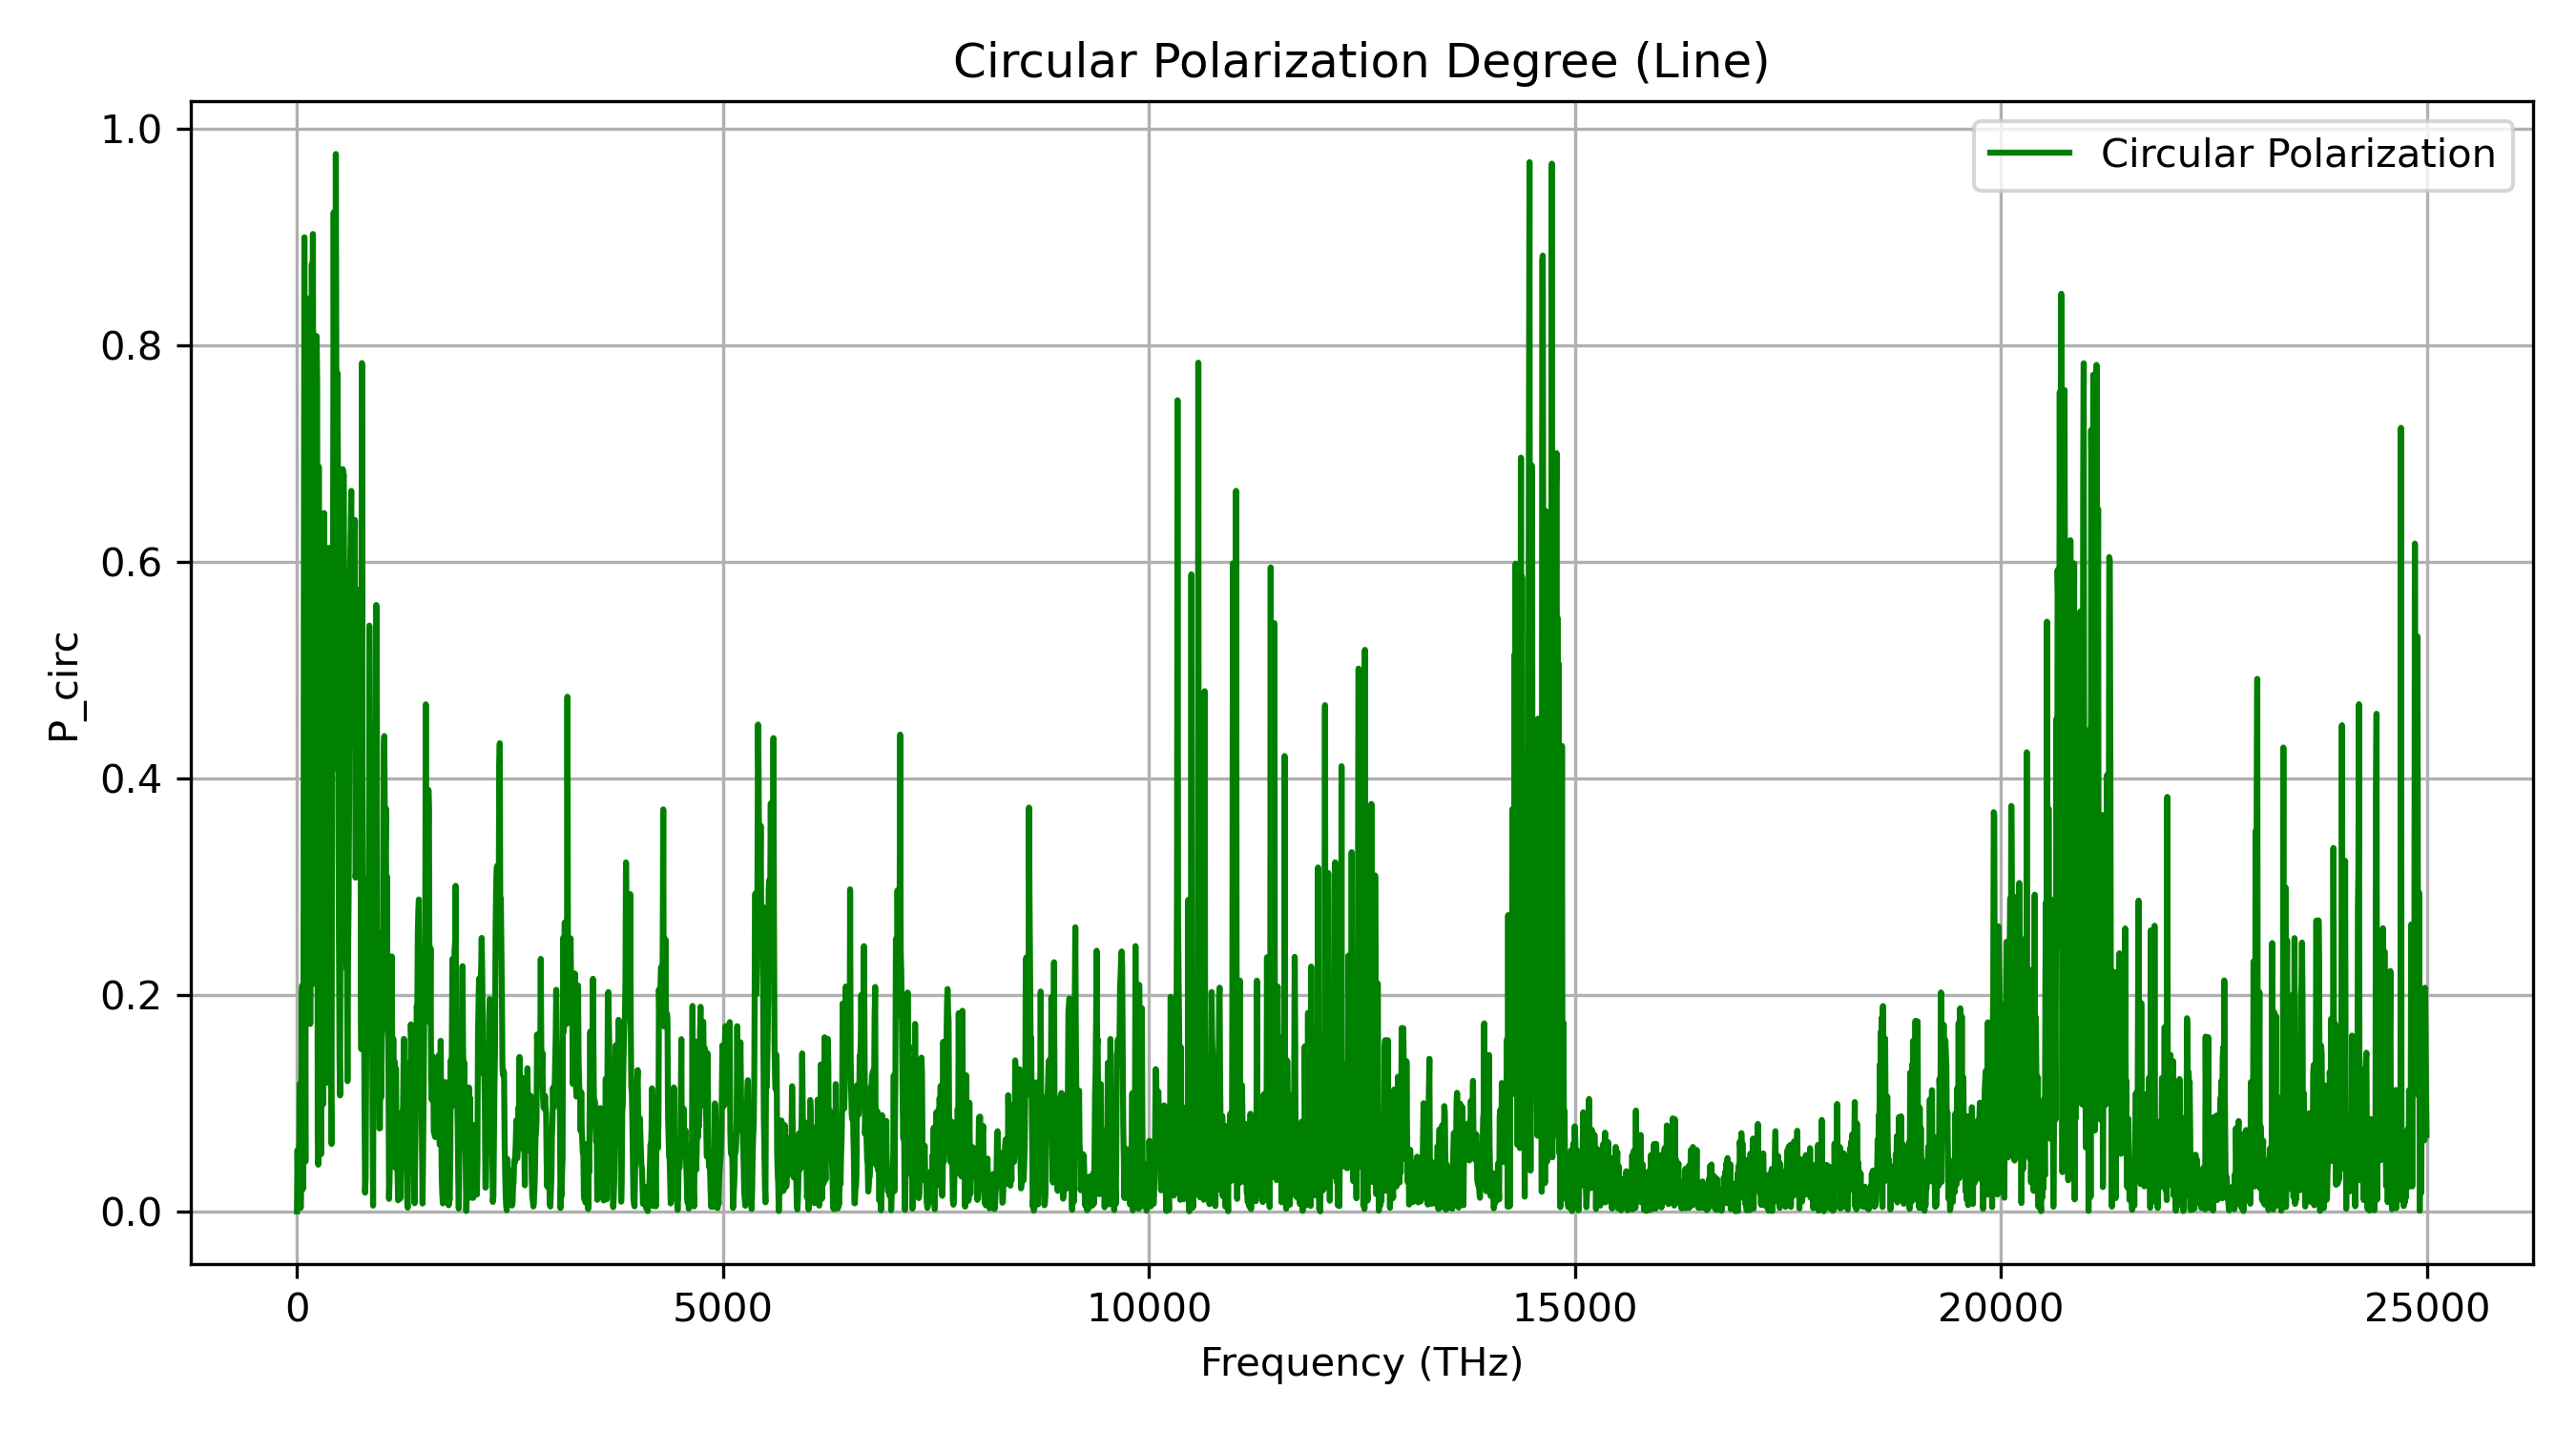 Circular Polarization Degree (Line)
Circular Polarization
1.0
0.8
0.6
0.4
0.2
0.0
P_circ
0 5000 10000 15000 20000 25000
Frequency (THz)